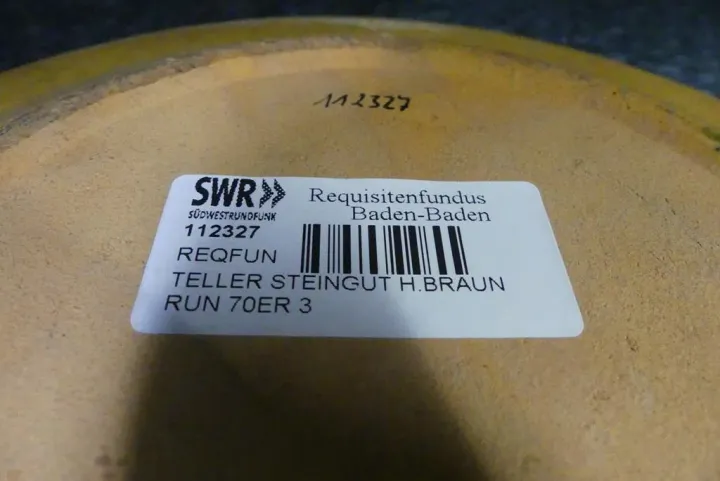 112327
SWR»
SÜDWESTRUNDFUNK
Requisitenfundus
Baden-Baden
112327
REQFUN
TELLER STEINGUT H.BRAUN
RUN 70ER 3